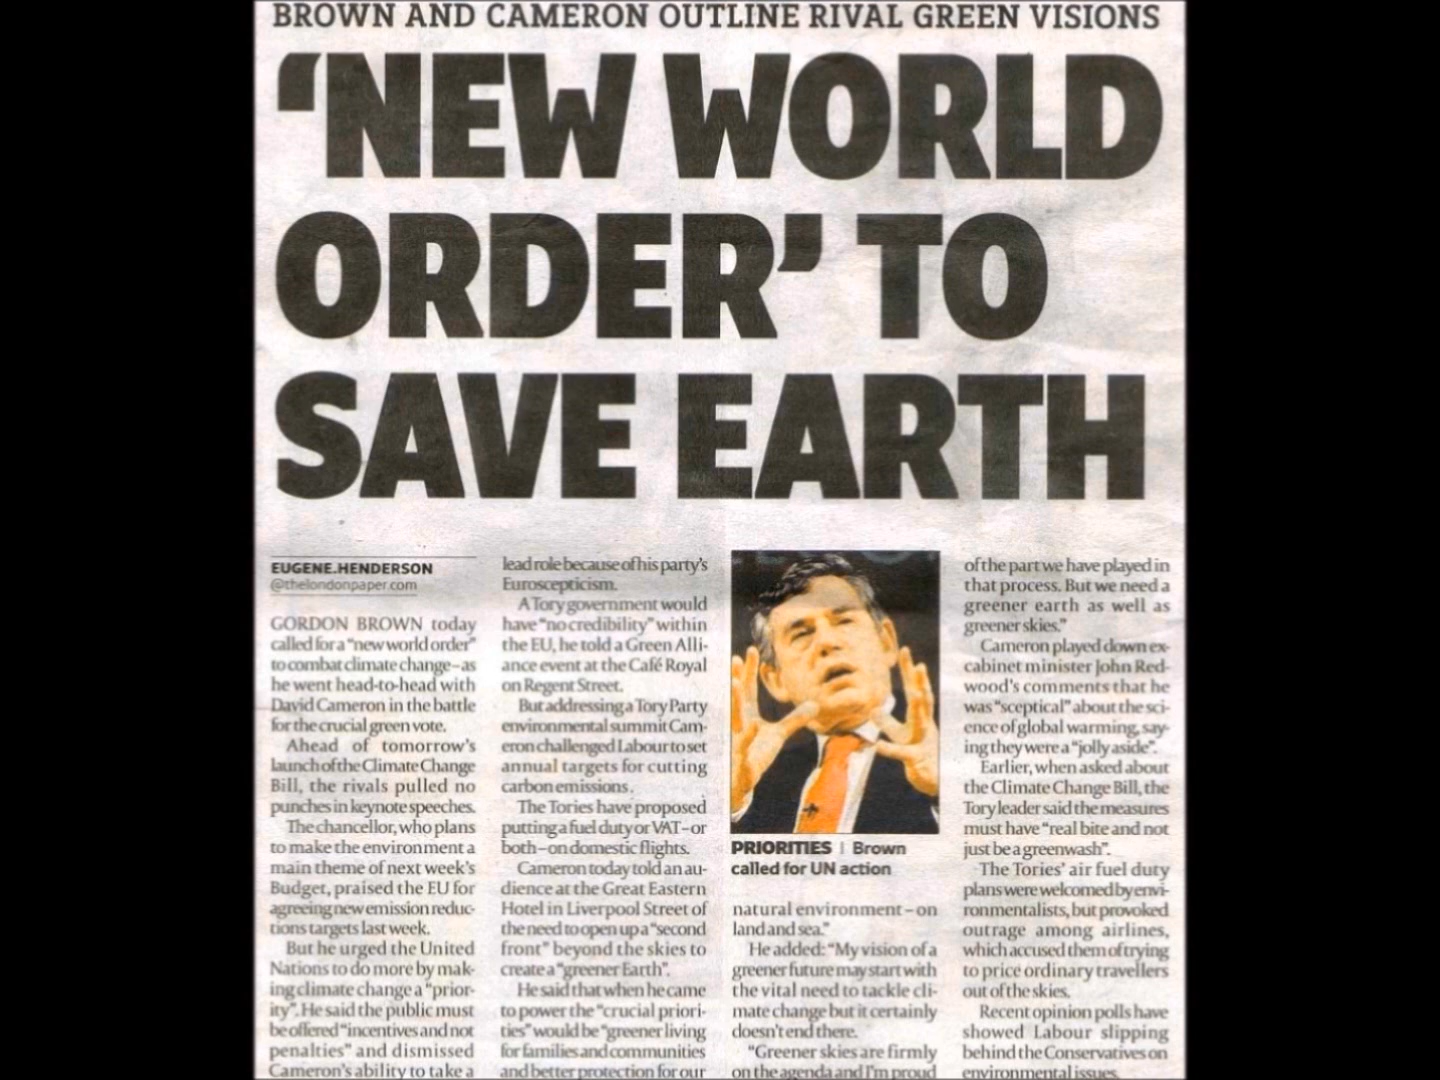 BROWN AND CAMERON OUTLINE RIVAL GREEN VISIONS
‘NEW WORLD
ORDER’ TO
SAVE EARTH
EUGENE.HENDERSON
@thelondonpaper.com
GORDON BROWN today
called for a “new world order”
to combat climate change – as
he went head-to-head with
David Cameron in the battle
for the crucial green vote.
Ahead of tomorrow’s
launch of the Climate Change
Bill, the rivals pulled no
punches in keynote speeches.
The chancellor, who plans
to make the environment a
main theme of next week’s
Budget, praised the EU for
agreeing new emission reduc-
tions targets last week.
But he urged the United
Nations to do more by mak-
ing climate change a “prior-
ity”. He said the public must
be offered “incentives and not
penalties” and dismissed
Cameron’s ability to take a
lead role because of his party’s
Euroscepticism.
A Tory government would
have “no credibility” within
the EU, he told a Green Alli-
ance event at the Café Royal
on Regent Street.
But addressing a Tory Party
environmental summit Cam-
eron challenged Labour to set
annual targets for cutting
carbon emissions.
The Tories have proposed
putting a fuel duty or VAT – or
both – on domestic flights.
Cameron today told an au-
dience at the Great Eastern
Hotel in Liverpool Street of
the need to open up a “second
front” beyond the skies to
create a “greener Earth”.
He said that when he came
to power the “crucial priori-
ties” would be “greener living
for families and communities
and better protection for our
PRIORITIES | Brown
called for UN action
natural environment – on
land and sea.”
He added: “My vision of a
greener future may start with
the vital need to tackle cli-
mate change but it certainly
doesn’t end there.
“Greener skies are firmly
on the agenda and I’m proud
of the part we have played in
that process. But we need a
greener earth as well as
greener skies.”
Cameron played down ex-
cabinet minister John Red-
wood’s comments that he
was “sceptical” about the sci-
ence of global warming, say-
ing they were a “jolly aside”.
Earlier, when asked about
the Climate Change Bill, the
Tory leader said the measures
must have “real bite and not
just be a greenwash”.
The Tories’ air fuel duty
plans were welcomed by envi-
ronmentalists, but provoked
outrage among airlines,
which accused them of trying
to price ordinary travellers
out of the skies.
Recent opinion polls have
showed Labour slipping
behind the Conservatives on
environmental issues.